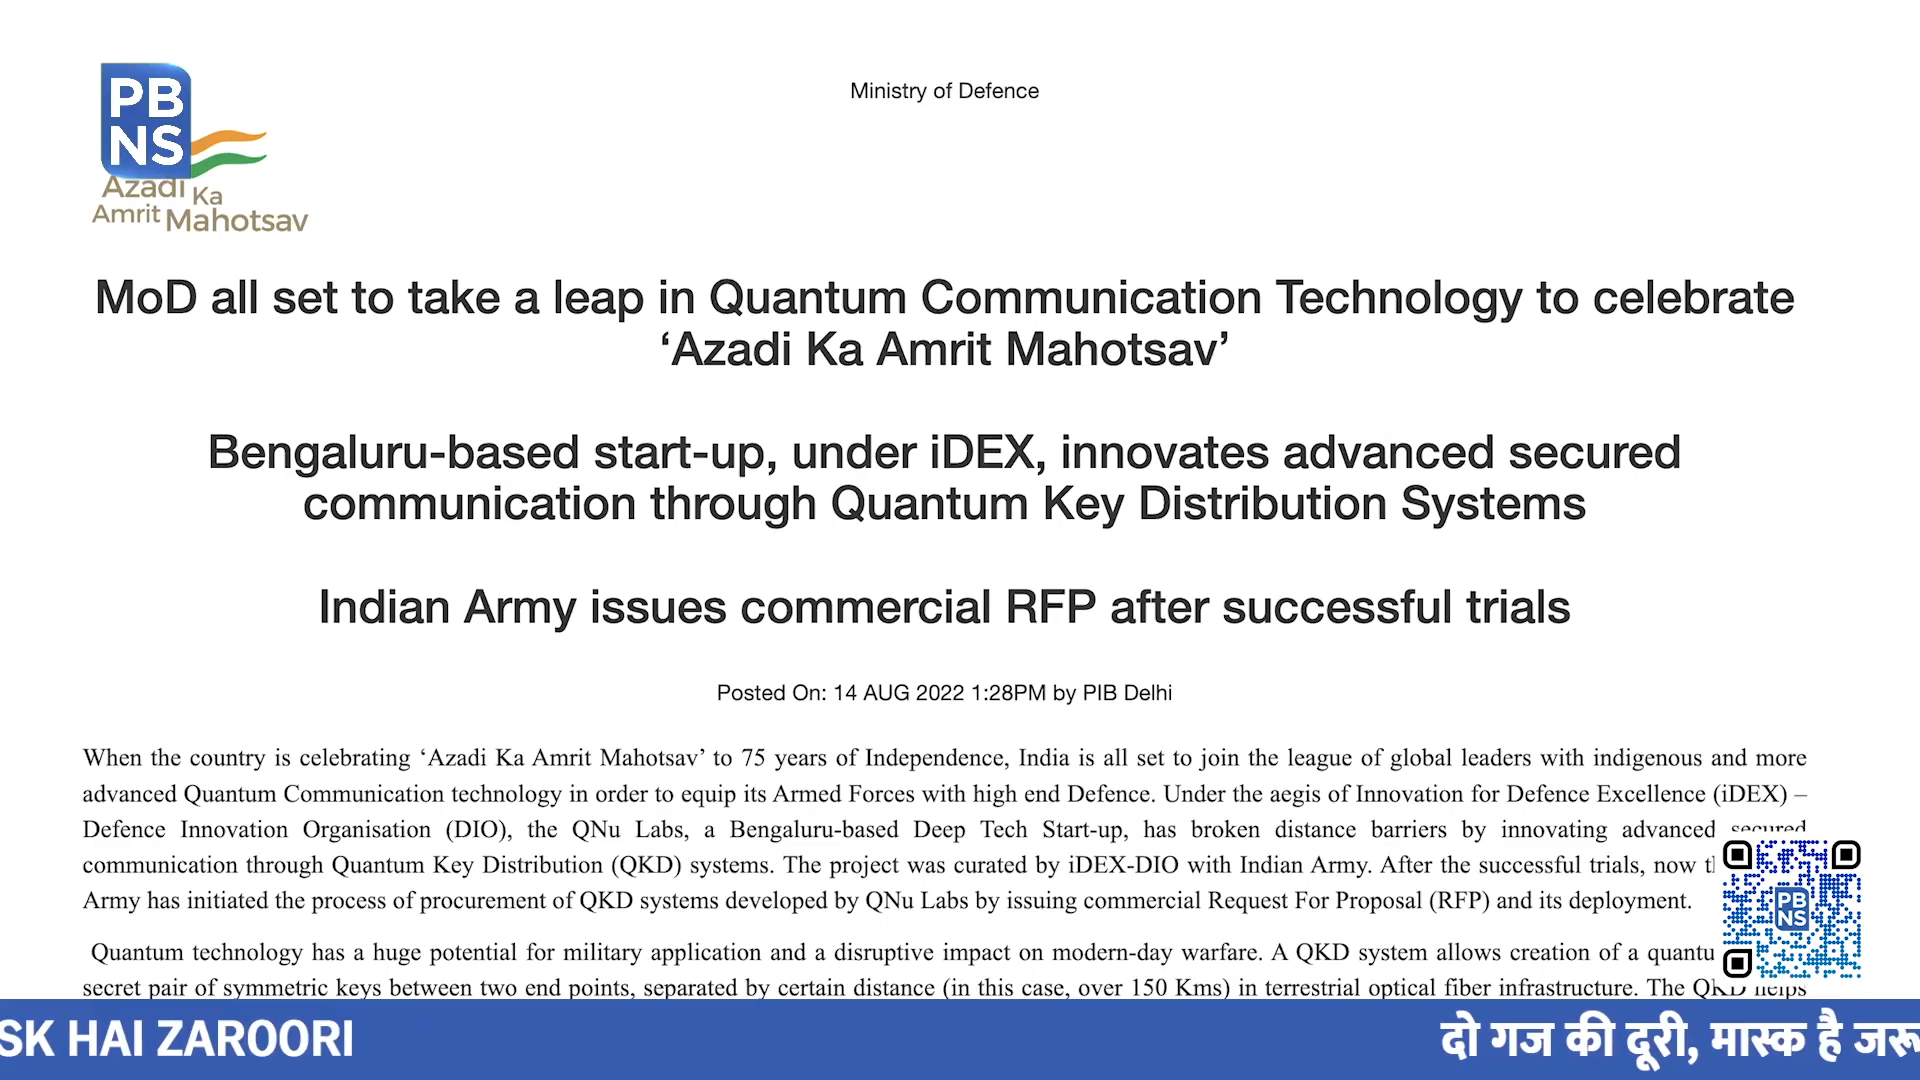 PB
NS
Azadi Ka
Amrit Mahotsav
Ministry of Defence
MoD all set to take a leap in Quantum Communication Technology to celebrate
‘Azadi Ka Amrit Mahotsav’
Bengaluru-based start-up, under iDEX, innovates advanced secured
communication through Quantum Key Distribution Systems
Indian Army issues commercial RFP after successful trials
Posted On: 14 AUG 2022 1:28PM by PIB Delhi
When the country is celebrating ‘Azadi Ka Amrit Mahotsav’ to 75 years of Independence, India is all set to join the league of global leaders with indigenous and more
advanced Quantum Communication technology in order to equip its Armed Forces with high end Defence. Under the aegis of Innovation for Defence Excellence (iDEX) –
Defence Innovation Organisation (DIO), the QNu Labs, a Bengaluru-based Deep Tech Start-up, has broken distance barriers by innovating advanced secured
communication through Quantum Key Distribution (QKD) systems. The project was curated by iDEX-DIO with Indian Army. After the successful trials, now
Army has initiated the process of procurement of QKD systems developed by QNu Labs by issuing commercial Request For Proposal (RFP) and its deployment.
Quantum technology has a huge potential for military application and a disruptive impact on modern-day warfare. A QKD system allows creation of a quantu
secret pair of symmetric keys between two end points, separated by certain distance (in this case, over 150 Kms) in terrestrial optical fiber infrastructure. The QKD helps
PB
NS
SK HAI ZAROORI
दो गज की दूरी, मास्क है जरू